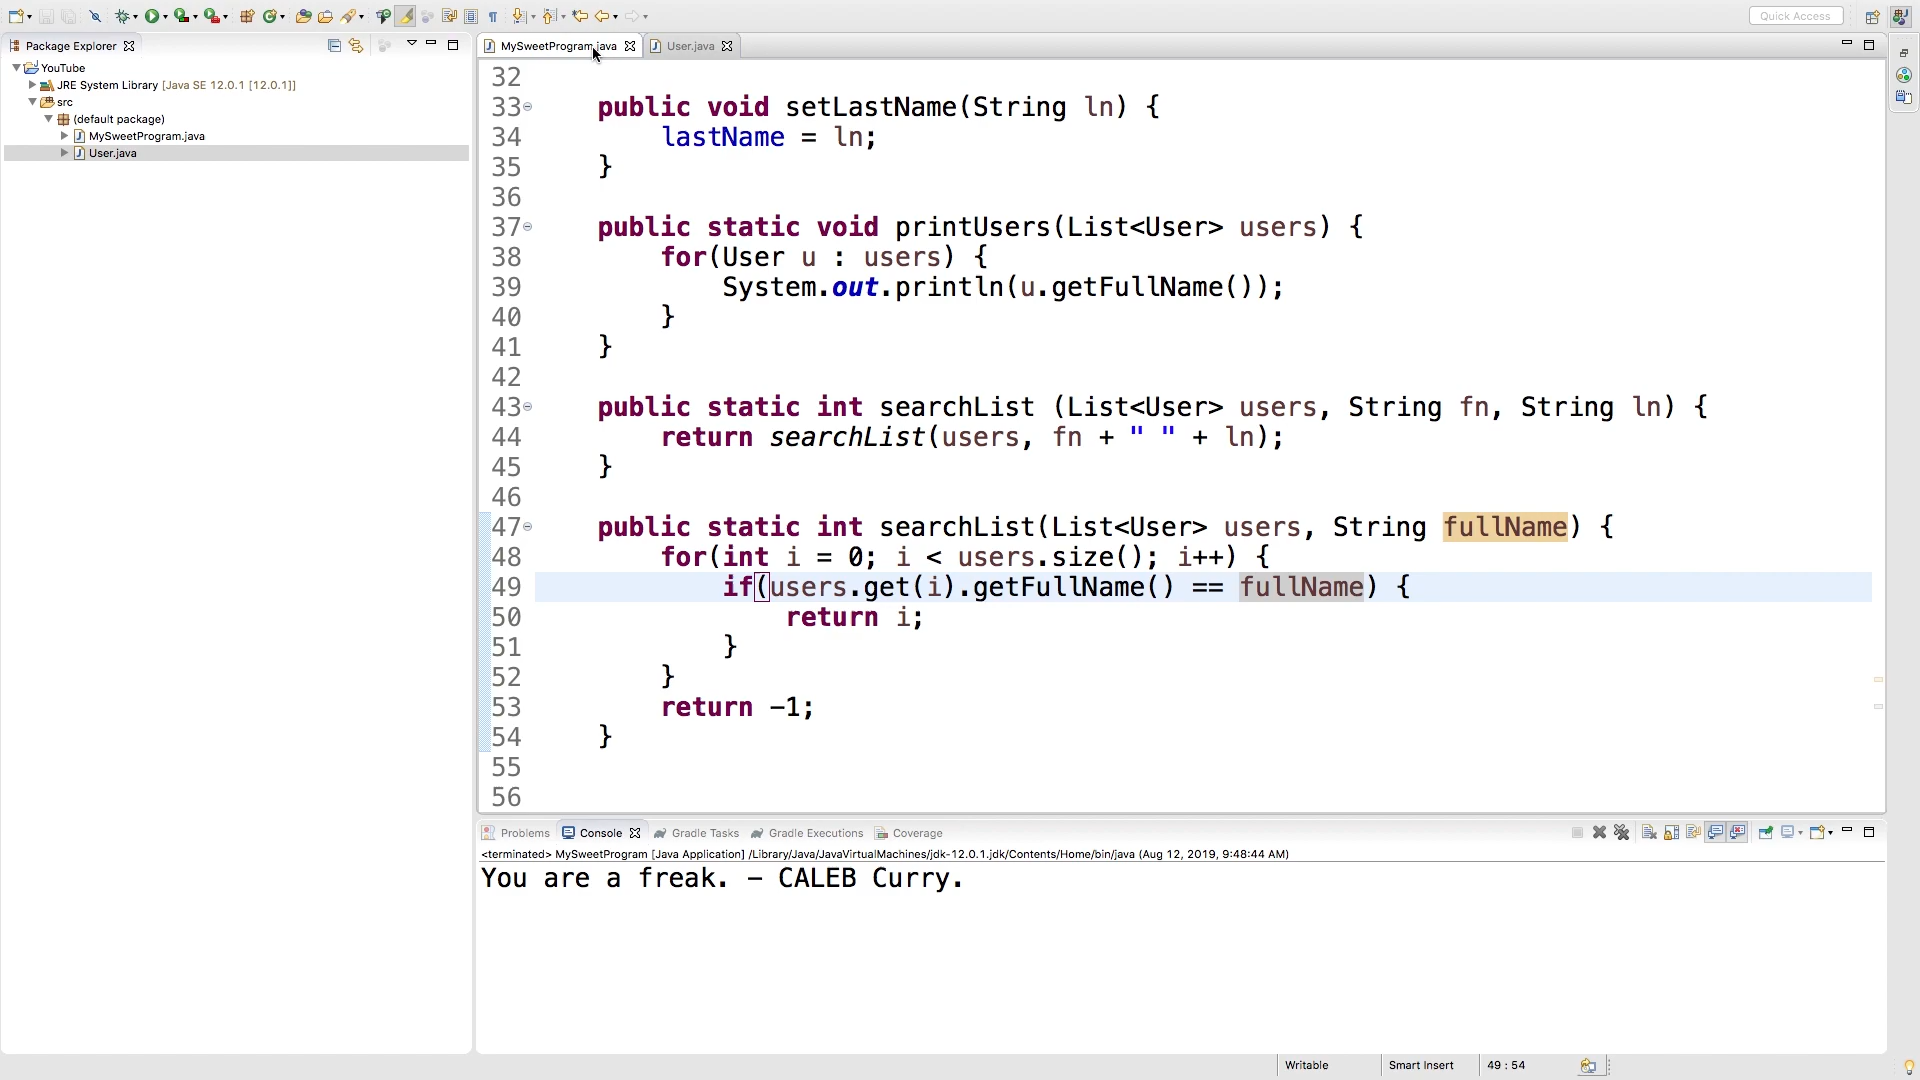 Quick Access
Package Explorer
MySweetProgram.java
User.java
YouTube
JRE System Library [Java SE 12.0.1 [12.0.1]]
src
(default package)
MySweetProgram.java
User.java
32
33 public void setLastName(String ln) {
34 lastName = ln;
35 }
36
37 public static void printUsers(List<User> users) {
38 for(User u : users) {
39 System.out.println(u.getFullName());
40 }
41 }
42
43 public static int searchList (List<User> users, String fn, String ln) {
44 return searchList(users, fn + " " + ln);
45 }
46
47 public static int searchList(List<User> users, String fullName) {
48 for(int i = 0; i < users.size(); i++) {
49 if(users.get(i).getFullName() == fullName) {
50 return i;
51 }
52 }
53 return -1;
54 }
55
56
Problems Console Gradle Tasks Gradle Executions Coverage
<terminated> MySweetProgram [Java Application] /Library/Java/JavaVirtualMachines/jdk-12.0.1.jdk/Contents/Home/bin/java (Aug 12, 2019, 9:48:44 AM)
You are a freak. - CALEB Curry.
Writable Smart Insert 49 : 54